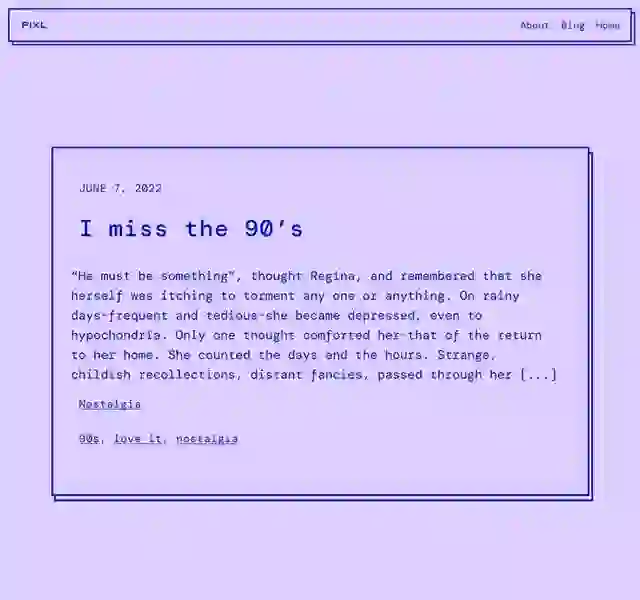 PIXL
About Blog Home
JUNE 7, 2022
I miss the 90’s
“He must be something”, thought Regina, and remembered that she
herself was itching to torment any one or anything. On rainy
days-frequent and tedious-she became depressed, even to
hypochondria. Only one thought comforted her-that of the return
to her home. She counted the days and the hours. Strange,
childish recollections, distant fancies, passed through her [...]
Nostalgia
90s, love it, nostalgia